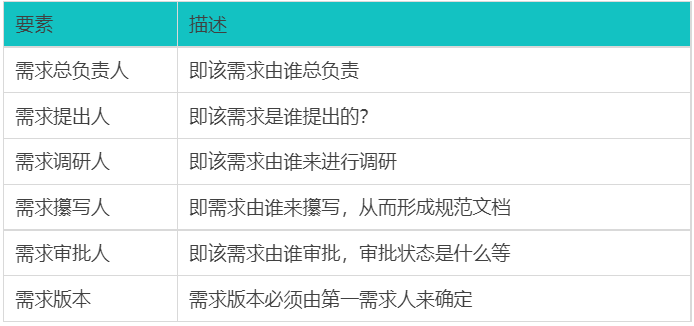 要素 描述
需求总负责人 即该需求由谁总负责
需求提出人 即该需求是谁提出的?
需求调研人 即该需求由谁来进行调研
需求攥写人 即需求由谁来攥写，从而形成规范文档
需求审批人 即该需求由谁审批，审批状态是什么等
需求版本 需求版本必须由第一需求人来确定